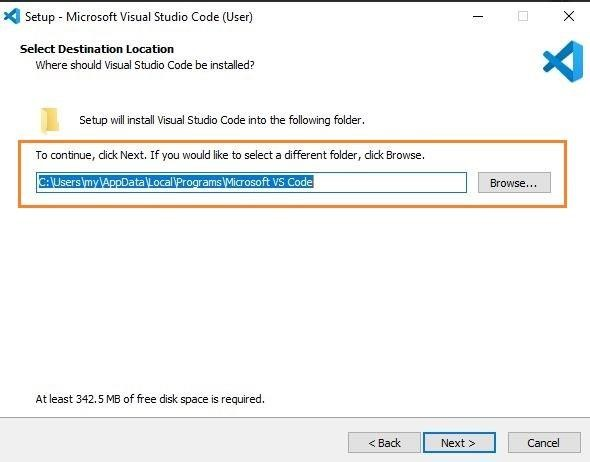 Setup - Microsoft Visual Studio Code (User)
Select Destination Location
Where should Visual Studio Code be installed?
Setup will install Visual Studio Code into the following folder.
To continue, click Next. If you would like to select a different folder, click Browse.
C:\Users\my\AppData\Local\Programs\Microsoft VS Code
Browse...
At least 342.5 MB of free disk space is required.
< Back
Next >
Cancel